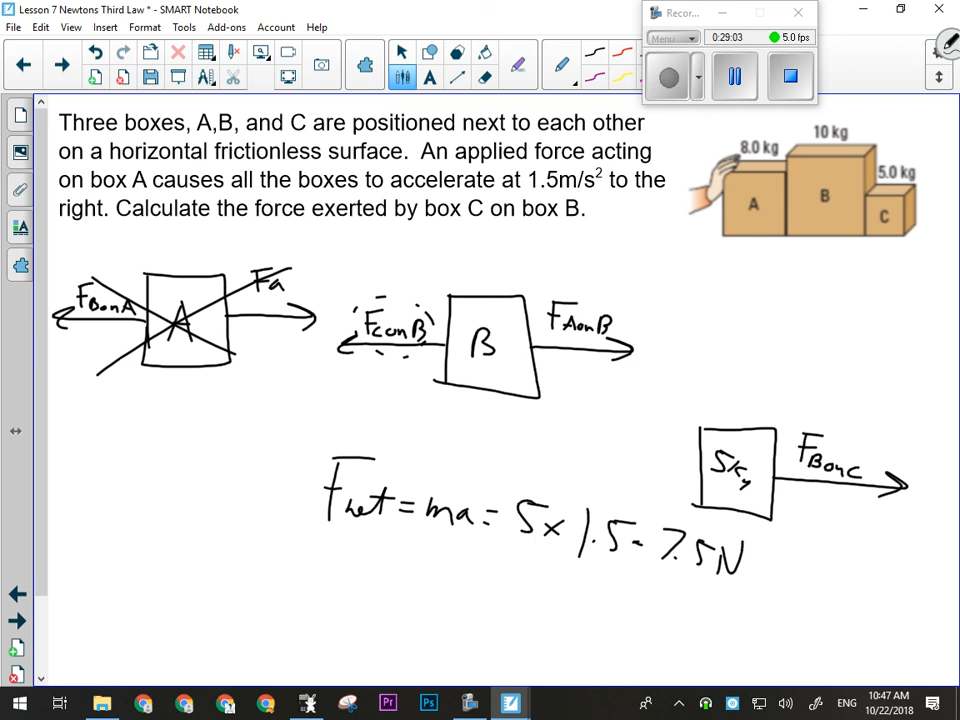 Lesson 7 Newtons Third Law * - SMART Notebook
File Edit View Insert Format Tools Add-ons Account Help
Recor...
Menu 0:29:03 5.0 fps
Three boxes, A,B, and C are positioned next to each other
on a horizontal frictionless surface. An applied force acting
on box A causes all the boxes to accelerate at 1.5m/s² to the
right. Calculate the force exerted by box C on box B.
10 kg
8.0 kg
5.0 kg
A
B
C
FBonA
A
Fa
FConB
B
FAonB
5kg
FBonC
Fnet = ma = 5 x 1.5 = 7.5N
Pr
Ps
ENG
10:47 AM
10/22/2018